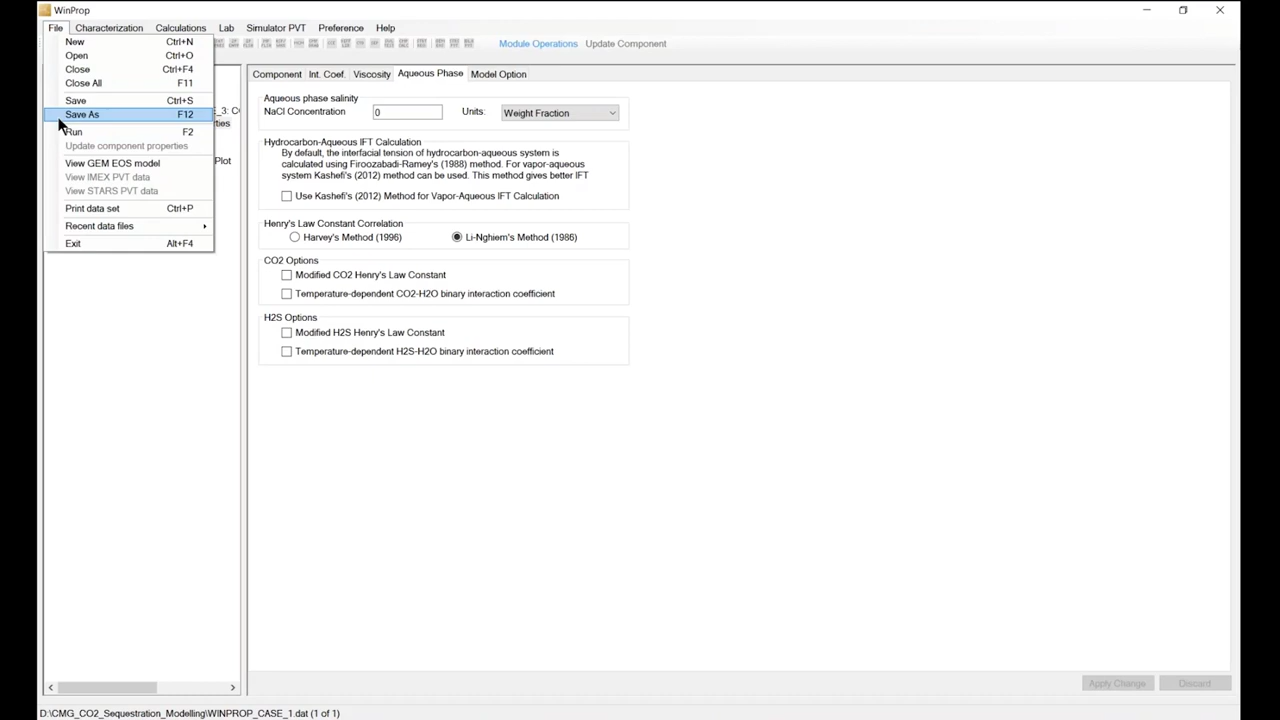 WinProp
File Characterization Calculations Lab Simulator PVT Preference Help
New Ctrl+N
Open Ctrl+O
Close Ctrl+F4
Close All F11
Save Ctrl+S
Save As F12
Run F2
Update component properties
View GEM EOS model
View IMEX PVT data
View STARS PVT data
Print data set Ctrl+P
Recent data files
Exit Alt+F4
Plot
Module Operations Update Component
Component Int. Coef. Viscosity Aqueous Phase Model Option
Aqueous phase salinity
NaCl Concentration 0 Units: Weight Fraction
Hydrocarbon-Aqueous IFT Calculation
By default, the interfacial tension of hydrocarbon-aqueous system is
calculated using Firoozabadi-Ramey's (1988) method. For vapor-aqueous
system Kashefi's (2012) method can be used. This method gives better IFT
Use Kashefi's (2012) Method for Vapor-Aqueous IFT Calculation
Henry's Law Constant Correlation
Harvey's Method (1996) Li-Nghiem's Method (1986)
CO2 Options
Modified CO2 Henry's Law Constant
Temperature-dependent CO2-H2O binary interaction coefficient
H2S Options
Modified H2S Henry's Law Constant
Temperature-dependent H2S-H2O binary interaction coefficient
Apply Change Discard
D:\CMG_CO2_Sequestration_Modelling\WINPROP_CASE_1.dat (1 of 1)